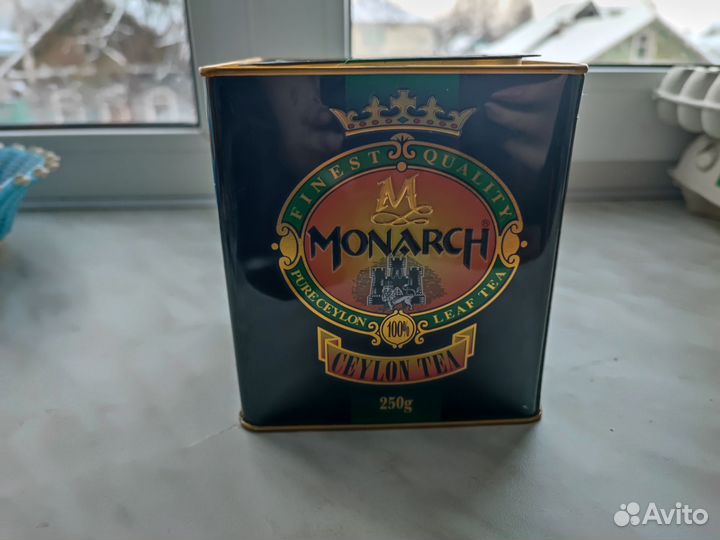 FINEST QUALITY
M
MONARCH®
PURE CEYLON LEAF TEA
100%
CEYLON TEA
250g
Avito